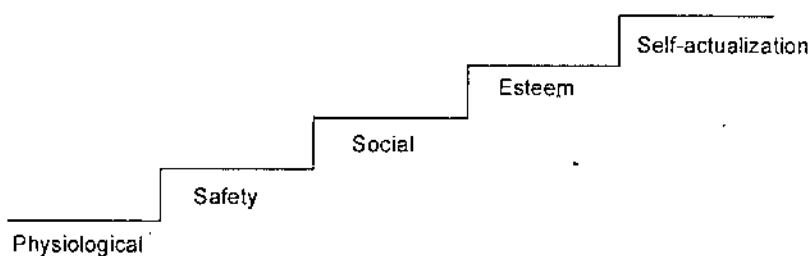 Self-actualization
Esteem
Social
Safety
Physiological